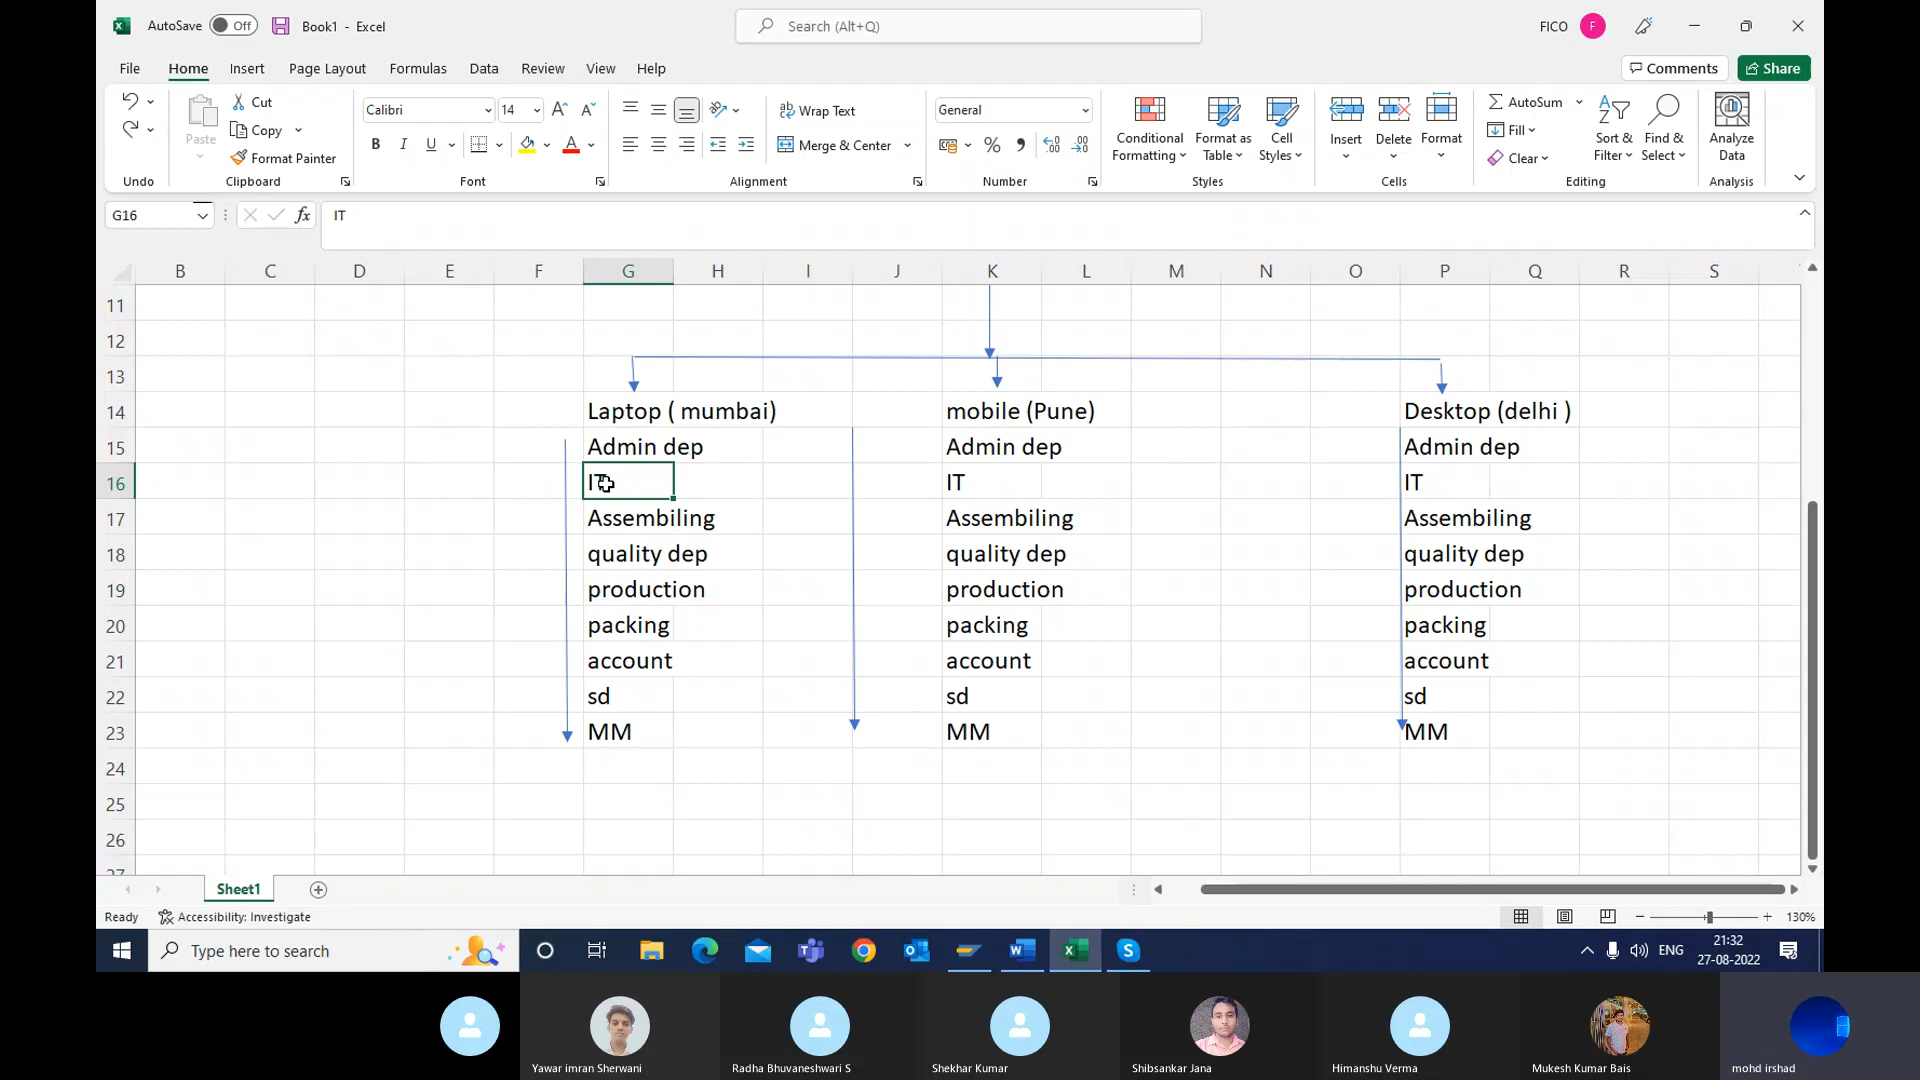 AutoSave Off Book1 - Excel Search (Alt+Q) FICO F
File Home Insert Page Layout Formulas Data Review View Help Comments Share
Cut
Copy
Format Painter
Paste
Calibri 14
B I U
Wrap Text
Merge & Center
General
% 9
Conditional Formatting
Format as Table
Cell Styles
Insert
Delete
Format
AutoSum
Fill
Clear
Sort & Filter
Find & Select
Analyze Data
Undo Clipboard Font Alignment Number Styles Cells Editing Analysis
G16 fx IT
B C D E F G H I J K L M N O P Q R S
11
12
13
14 Laptop ( mumbai) mobile (Pune) Desktop (delhi )
15 Admin dep Admin dep Admin dep
16 IT IT IT
17 Assembiling Assembiling Assembiling
18 quality dep quality dep quality dep
19 production production production
20 packing packing packing
21 account account account
22 sd sd sd
23 MM MM MM
24
25
26
27
Sheet1
Ready Accessibility: Investigate 130%
Type here to search ENG 21:32
27-08-2022
Yawar imran Sherwani Radha Bhuvaneshwari S Shekhar Kumar Shibsankar Jana Himanshu Verma Mukesh Kumar Bais mohd irshad